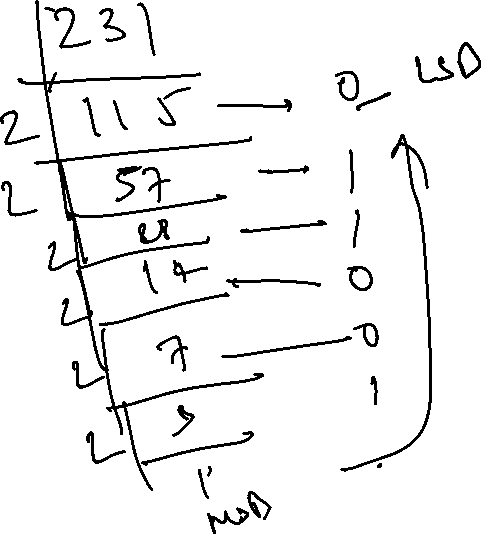 231
2 115 → 0 LSD
2 57 → 1
2 28 → 1
2 14 ← 0
2 7 — 0
2 3 1
1
MSD